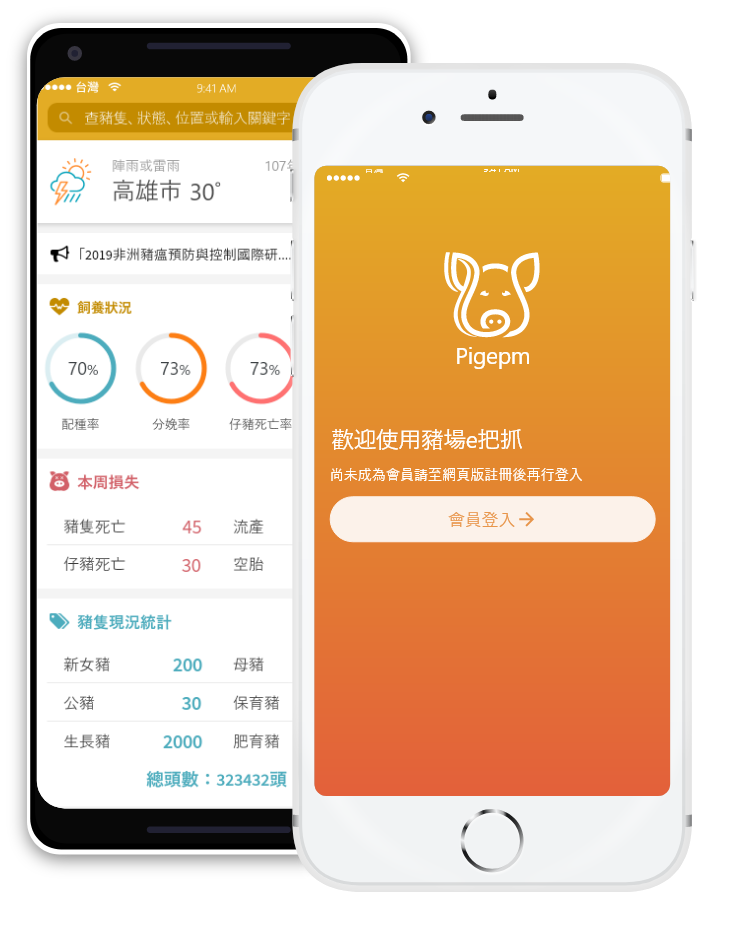 台灣
9:41 AM
查豬隻、狀態、位置或輸入關鍵字
陣雨或雷雨
107
高雄市 30°
「2019非洲豬瘟預防與控制國際研....
飼養狀況
70%
73%
73%
配種率
分娩率
仔豬死亡率
本周損失
豬隻死亡 45 流產
仔豬死亡 30 空胎
豬隻現況統計
新女豬 200 母豬
公豬 30 保育豬
生長豬 2000 肥育豬
總頭數：323432頭
Pigepm
歡迎使用豬場e把抓
尚未成為會員請至網頁版註冊後再行登入
會員登入